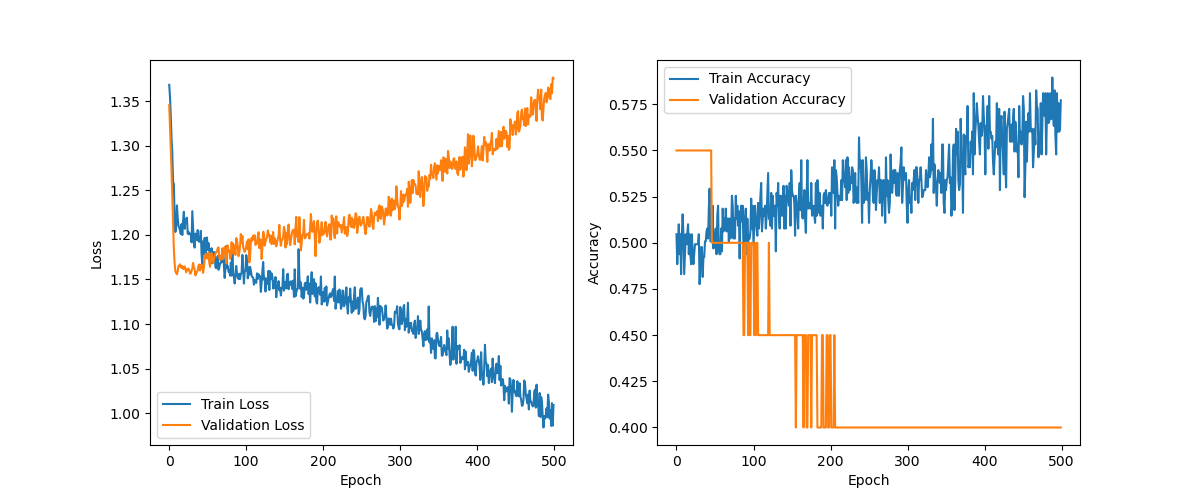 1.35
1.30
1.25
1.20
1.15
1.10
1.05
1.00
Loss
0 100 200 300 400 500
Epoch
Train Loss
Validation Loss
Train Accuracy
Validation Accuracy
0.575
0.550
0.525
0.500
0.475
0.450
0.425
0.400
Accuracy
0 100 200 300 400 500
Epoch